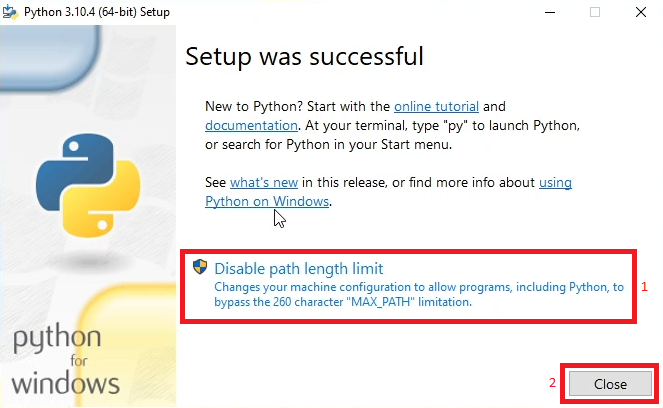 Python 3.10.4 (64-bit) Setup
Setup was successful
New to Python? Start with the online tutorial and
documentation. At your terminal, type "py" to launch Python,
or search for Python in your Start menu.
See what's new in this release, or find more info about using
Python on Windows.
Disable path length limit
Changes your machine configuration to allow programs, including Python, to
bypass the 260 character "MAX_PATH" limitation.
1
python
for
windows
2
Close